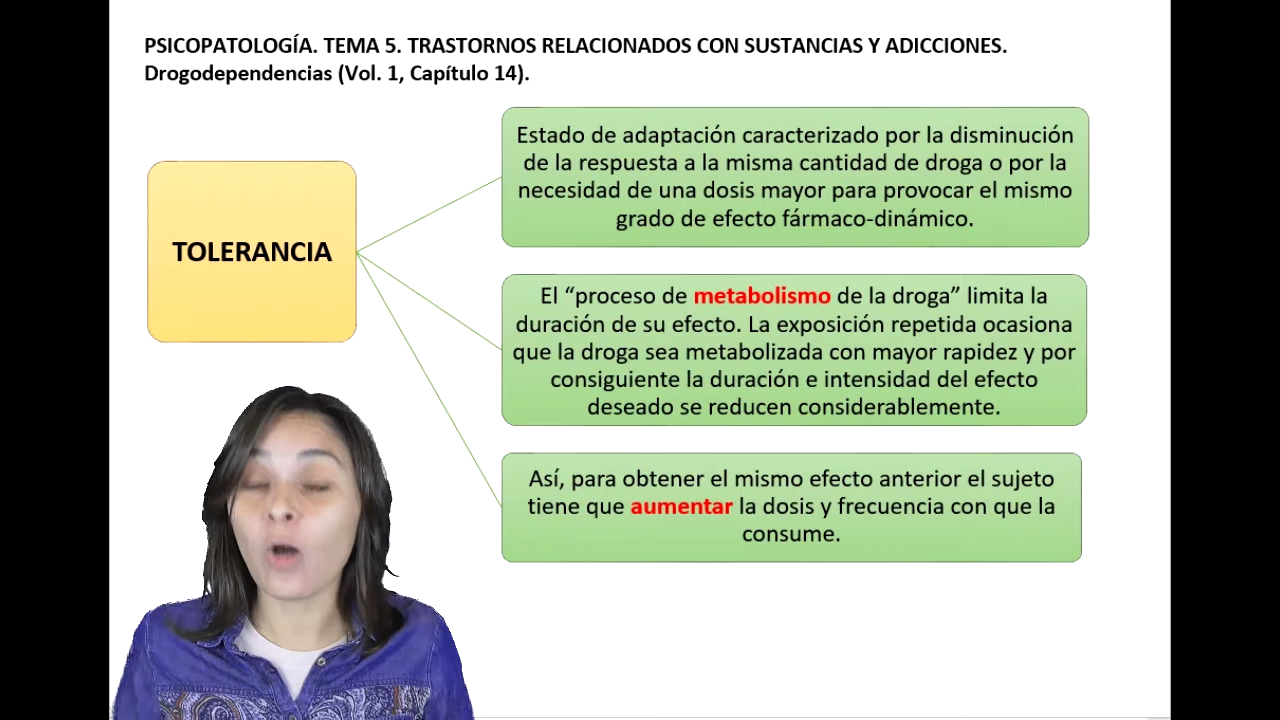 PSICOPATOLOGÍA. TEMA 5. TRASTORNOS RELACIONADOS CON SUSTANCIAS Y ADICCIONES.
Drogodependencias (Vol. 1, Capítulo 14).
TOLERANCIA
Estado de adaptación caracterizado por la disminución
de la respuesta a la misma cantidad de droga o por la
necesidad de una dosis mayor para provocar el mismo
grado de efecto fármaco-dinámico.
El “proceso de metabolismo de la droga” limita la
duración de su efecto. La exposición repetida ocasiona
que la droga sea metabolizada con mayor rapidez y por
consiguiente la duración e intensidad del efecto
deseado se reducen considerablemente.
Así, para obtener el mismo efecto anterior el sujeto
tiene que aumentar la dosis y frecuencia con que la
consume.